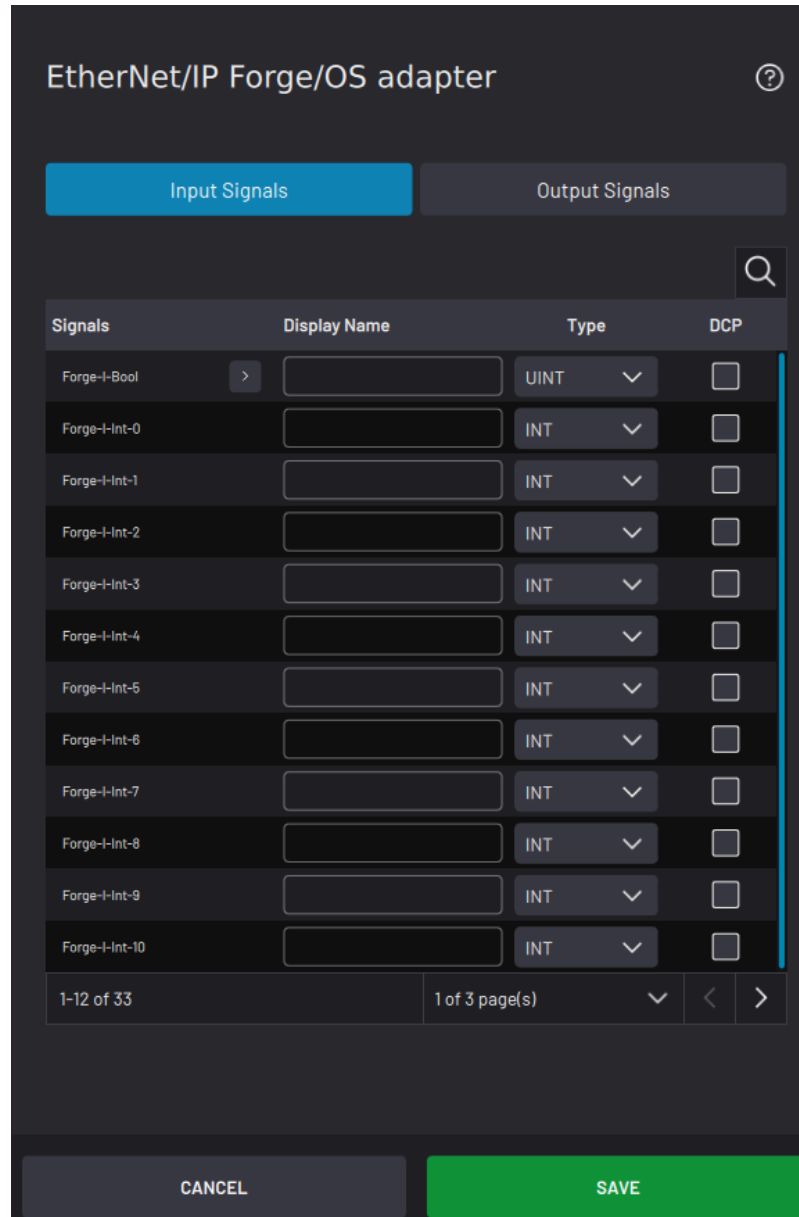 EtherNet/IP Forge/OS adapter
Input Signals Output Signals
Signals Display Name Type DCP
Forge-I-Bool UINT
Forge-I-Int-0 INT
Forge-I-Int-1 INT
Forge-I-Int-2 INT
Forge-I-Int-3 INT
Forge-I-Int-4 INT
Forge-I-Int-5 INT
Forge-I-Int-6 INT
Forge-I-Int-7 INT
Forge-I-Int-8 INT
Forge-I-Int-9 INT
Forge-I-Int-10 INT
1-12 of 33 1 of 3 page(s)
CANCEL SAVE